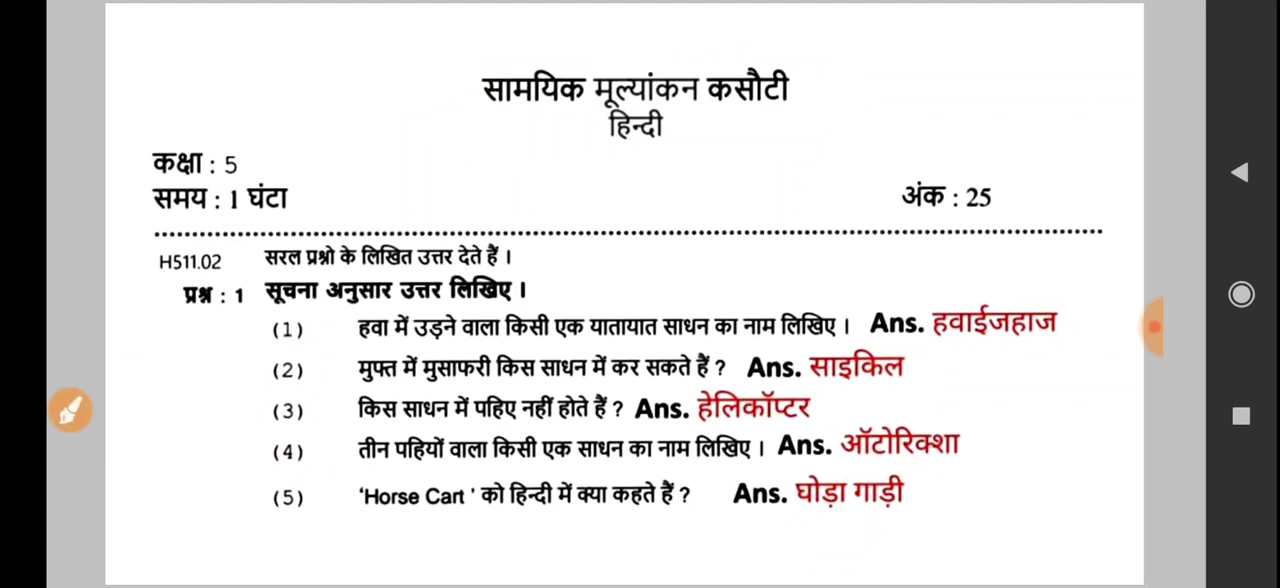 सामयिक मूल्यांकन कसौटी
हिन्दी
कक्षा : 5
समय : 1 घंटा अंक : 25
H511.02 सरल प्रश्नो के लिखित उत्तर देते हैं ।
प्रश्न : 1 सूचना अनुसार उत्तर लिखिए ।
(1) हवा में उड़ने वाला किसी एक यातायात साधन का नाम लिखिए । Ans. हवाईजहाज
(2) मुफ्त में मुसाफरी किस साधन में कर सकते हैं ? Ans. साइकिल
(3) किस साधन में पहिए नहीं होते हैं ? Ans. हेलिकॉप्टर
(4) तीन पहियों वाला किसी एक साधन का नाम लिखिए । Ans. ऑटोरिक्शा
(5) ‘Horse Cart ' को हिन्दी में क्या कहते हैं ? Ans. घोड़ा गाड़ी